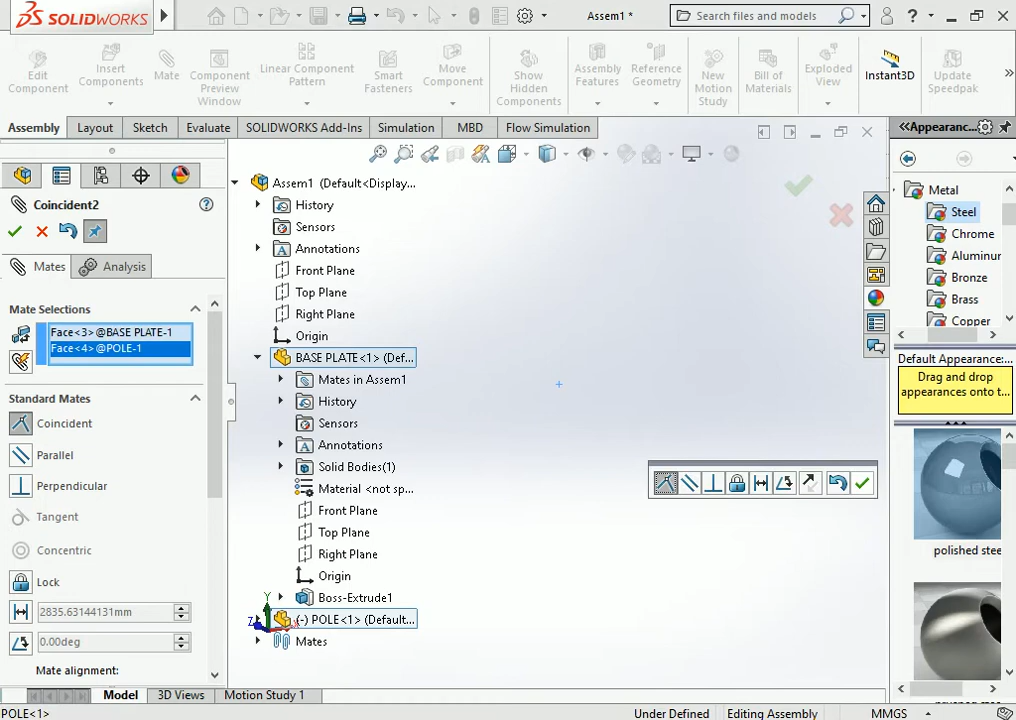 SOLIDWORKS
Assem1 *
Search files and models
Edit Component
Insert Components
Mate
Component Preview Window
Linear Component Pattern
Smart Fasteners
Move Component
Show Hidden Components
Assembly Features
Reference Geometry
New Motion Study
Bill of Materials
Exploded View
Instant3D
Update Speedpak
Assembly
Layout
Sketch
Evaluate
SOLIDWORKS Add-Ins
Simulation
MBD
Flow Simulation
<<Appearanc...
Coincident2
Mates
Analysis
Mate Selections
Face<3>@BASE PLATE-1
Face<4>@POLE-1
Standard Mates
Coincident
Parallel
Perpendicular
Tangent
Concentric
Lock
2835.63144131mm
0.00deg
Mate alignment:
Assem1 (Default<Display...
History
Sensors
Annotations
Front Plane
Top Plane
Right Plane
Origin
BASE PLATE<1> (Def...
Mates in Assem1
History
Sensors
Annotations
Solid Bodies(1)
Material <not sp...
Front Plane
Top Plane
Right Plane
Origin
Boss-Extrude1
(-) POLE<1> (Default...
Mates
Y
Z
Metal
Steel
Chrome
Aluminur
Bronze
Brass
Copper
Default Appearance:
Drag and drop
appearances onto t...
polished stee
Model
3D Views
Motion Study 1
POLE<1>
Under Defined
Editing Assembly
MMGS